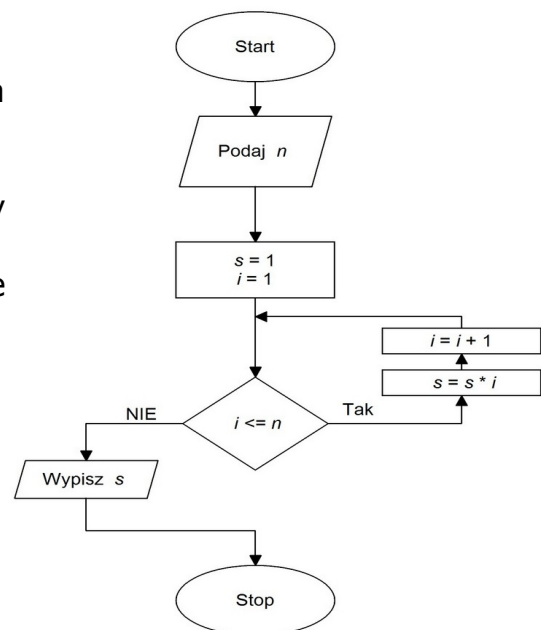 Start
Podaj n
s = 1
i = 1
i = i + 1
s = s * i
i <= n
Tak
NIE
Wypisz s
Stop